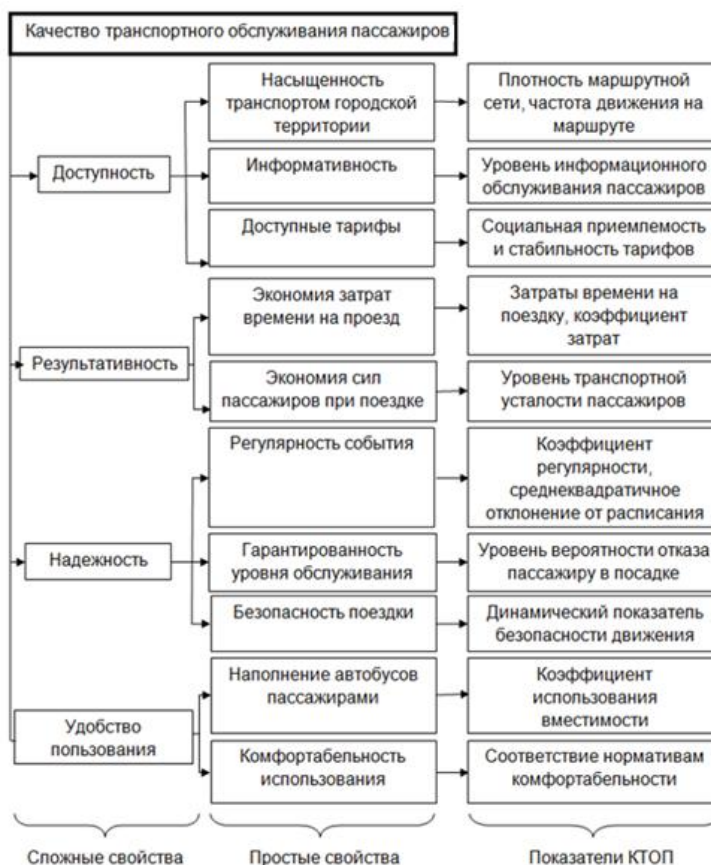 Качество транспортного обслуживания пассажиров
Насыщенность
транспортом городской
территории
Плотность маршрутной
сети, частота движения на
маршруте
Доступность
Информативность
Уровень информационного
обслуживания пассажиров
Доступные тарифы
Социальная приемлемость
и стабильность тарифов
Экономия затрат
времени на проезд
Затраты времени на
поездку, коэффициент
затрат
Результативность
Экономия сил
пассажиров при поездке
Уровень транспортной
усталости пассажиров
Регулярность события
Коэффициент
регулярности,
среднеквадратичное
отклонение от расписания
Надежность
Гарантированность
уровня обслуживания
Уровень вероятности отказа
пассажиру в посадке
Безопасность поездки
Динамический показатель
безопасности движения
Наполнение автобусов
пассажирами
Коэффициент
использования
вместимости
Удобство
пользования
Комфортабельность
использования
Соответствие нормативам
комфортабельности
Сложные свойства
Простые свойства
Показатели КТОП